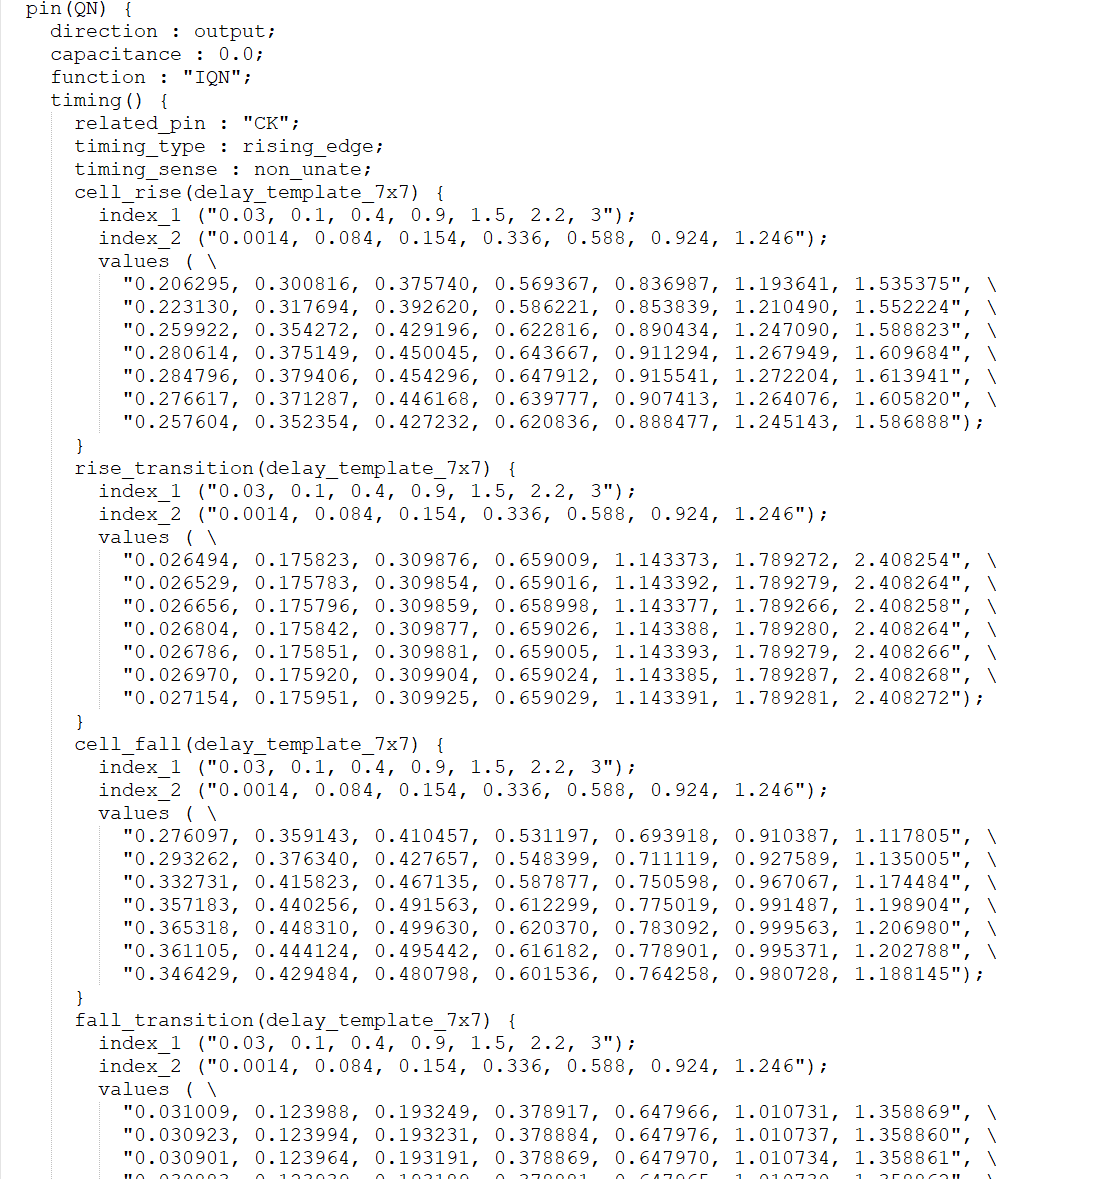 pin(QN) {
direction : output;
capacitance : 0.0;
function : "IQN";
timing() {
related_pin : "CK";
timing_type : rising_edge;
timing_sense : non_unate;
cell_rise(delay_template_7x7) {
index_1 ("0.03, 0.1, 0.4, 0.9, 1.5, 2.2, 3");
index_2 ("0.0014, 0.084, 0.154, 0.336, 0.588, 0.924, 1.246");
values ( \
"0.206295, 0.300816, 0.375740, 0.569367, 0.836987, 1.193641, 1.535375", \
"0.223130, 0.317694, 0.392620, 0.586221, 0.853839, 1.210490, 1.552224", \
"0.259922, 0.354272, 0.429196, 0.622816, 0.890434, 1.247090, 1.588823", \
"0.280614, 0.375149, 0.450045, 0.643667, 0.911294, 1.267949, 1.609684", \
"0.284796, 0.379406, 0.454296, 0.647912, 0.915541, 1.272204, 1.613941", \
"0.276617, 0.371287, 0.446168, 0.639777, 0.907413, 1.264076, 1.605820", \
"0.257604, 0.352354, 0.427232, 0.620836, 0.888477, 1.245143, 1.586888");
}
rise_transition(delay_template_7x7) {
index_1 ("0.03, 0.1, 0.4, 0.9, 1.5, 2.2, 3");
index_2 ("0.0014, 0.084, 0.154, 0.336, 0.588, 0.924, 1.246");
values ( \
"0.026494, 0.175823, 0.309876, 0.659009, 1.143373, 1.789272, 2.408254", \
"0.026529, 0.175783, 0.309854, 0.659016, 1.143392, 1.789279, 2.408264", \
"0.026656, 0.175796, 0.309859, 0.658998, 1.143377, 1.789266, 2.408258", \
"0.026804, 0.175842, 0.309877, 0.659026, 1.143388, 1.789280, 2.408264", \
"0.026786, 0.175851, 0.309881, 0.659005, 1.143393, 1.789279, 2.408266", \
"0.026970, 0.175920, 0.309904, 0.659024, 1.143385, 1.789287, 2.408268", \
"0.027154, 0.175951, 0.309925, 0.659029, 1.143391, 1.789281, 2.408272");
}
cell_fall(delay_template_7x7) {
index_1 ("0.03, 0.1, 0.4, 0.9, 1.5, 2.2, 3");
index_2 ("0.0014, 0.084, 0.154, 0.336, 0.588, 0.924, 1.246");
values ( \
"0.276097, 0.359143, 0.410457, 0.531197, 0.693918, 0.910387, 1.117805", \
"0.293262, 0.376340, 0.427657, 0.548399, 0.711119, 0.927589, 1.135005", \
"0.332731, 0.415823, 0.467135, 0.587877, 0.750598, 0.967067, 1.174484", \
"0.357183, 0.440256, 0.491563, 0.612299, 0.775019, 0.991487, 1.198904", \
"0.365318, 0.448310, 0.499630, 0.620370, 0.783092, 0.999563, 1.206980", \
"0.361105, 0.444124, 0.495442, 0.616182, 0.778901, 0.995371, 1.202788", \
"0.346429, 0.429484, 0.480798, 0.601536, 0.764258, 0.980728, 1.188145");
}
fall_transition(delay_template_7x7) {
index_1 ("0.03, 0.1, 0.4, 0.9, 1.5, 2.2, 3");
index_2 ("0.0014, 0.084, 0.154, 0.336, 0.588, 0.924, 1.246");
values ( \
"0.031009, 0.123988, 0.193249, 0.378917, 0.647966, 1.010731, 1.358869", \
"0.030923, 0.123994, 0.193231, 0.378884, 0.647976, 1.010737, 1.358860", \
"0.030901, 0.123964, 0.193191, 0.378869, 0.647970, 1.010734, 1.358861", \